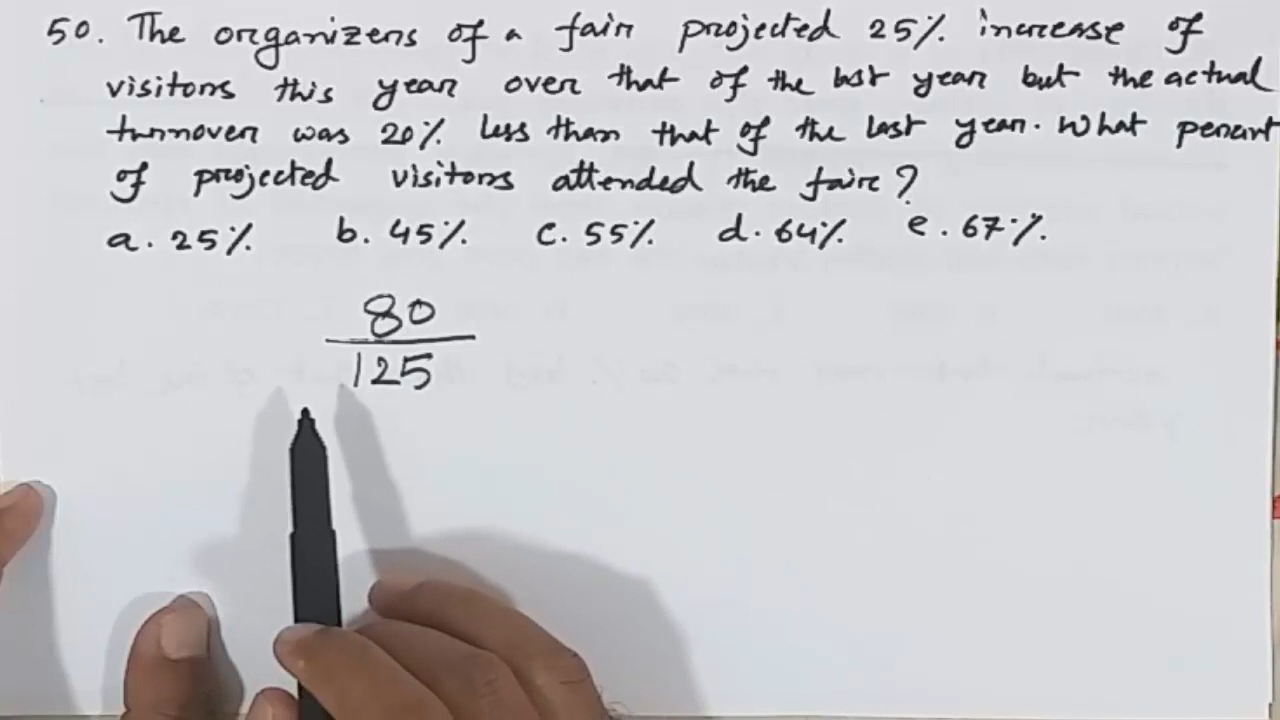 50. The organizers of a fair projected 25% increase of
visitors this year over that of the last year but the actual
turnover was 20% less than that of the last year. What percent
of projected visitors attended the faire?
a. 25% b. 45% c. 55% d. 64% e. 67%
80
125